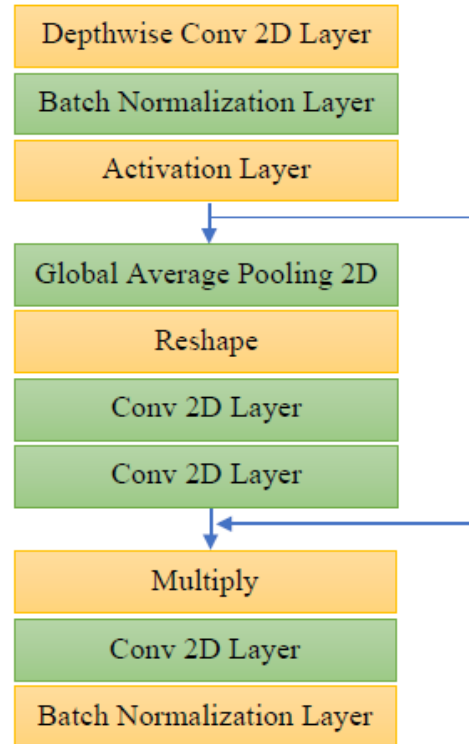 Depthwise Conv 2D Layer
Batch Normalization Layer
Activation Layer
Global Average Pooling 2D
Reshape
Conv 2D Layer
Conv 2D Layer
Multiply
Conv 2D Layer
Batch Normalization Layer